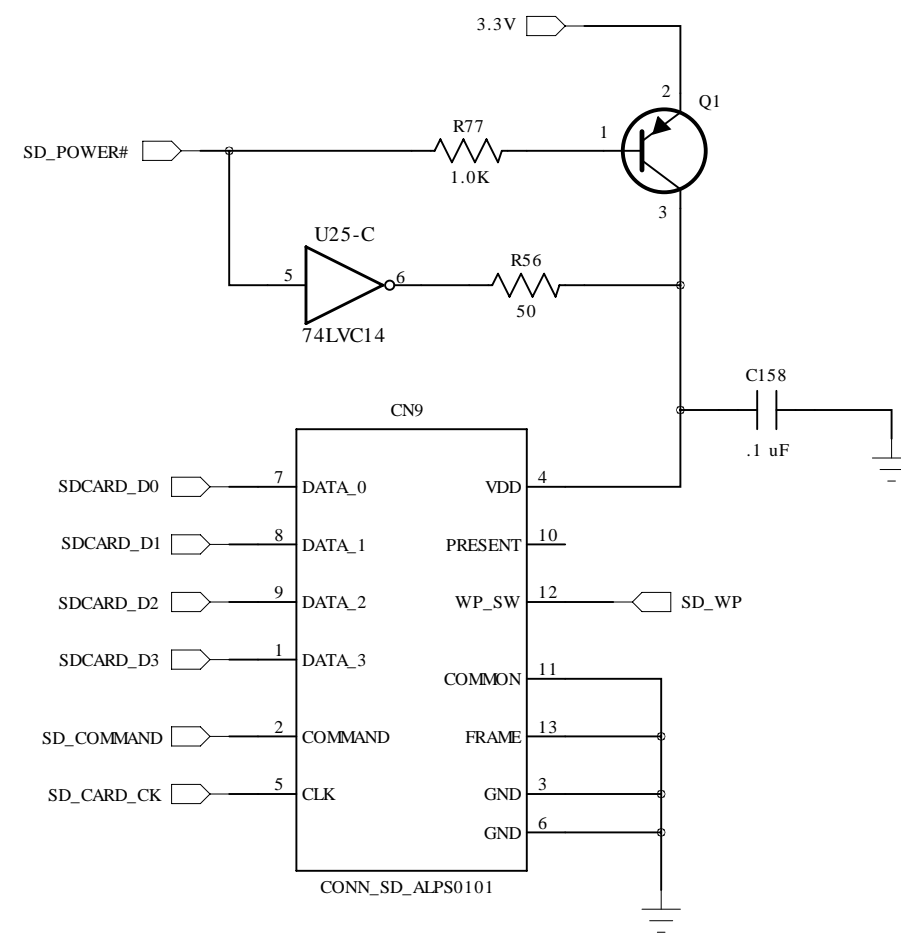 3.3V
2
Q1
R77
1
SD_POWER#
1.0K
3
U25-C
R56
5
6
50
74LVC14
C158
CN9
.1 uF
SDCARD_D0
7
DATA_0
VDD
4
SDCARD_D1
8
DATA_1
PRESENT
10
SDCARD_D2
9
DATA_2
WP_SW
12
SD_WP
SDCARD_D3
1
DATA_3
COMMON
11
SD_COMMAND
2
COMMAND
FRAME
13
SD_CARD_CK
5
CLK
GND
3
GND
6
CONN_SD_ALPS0101